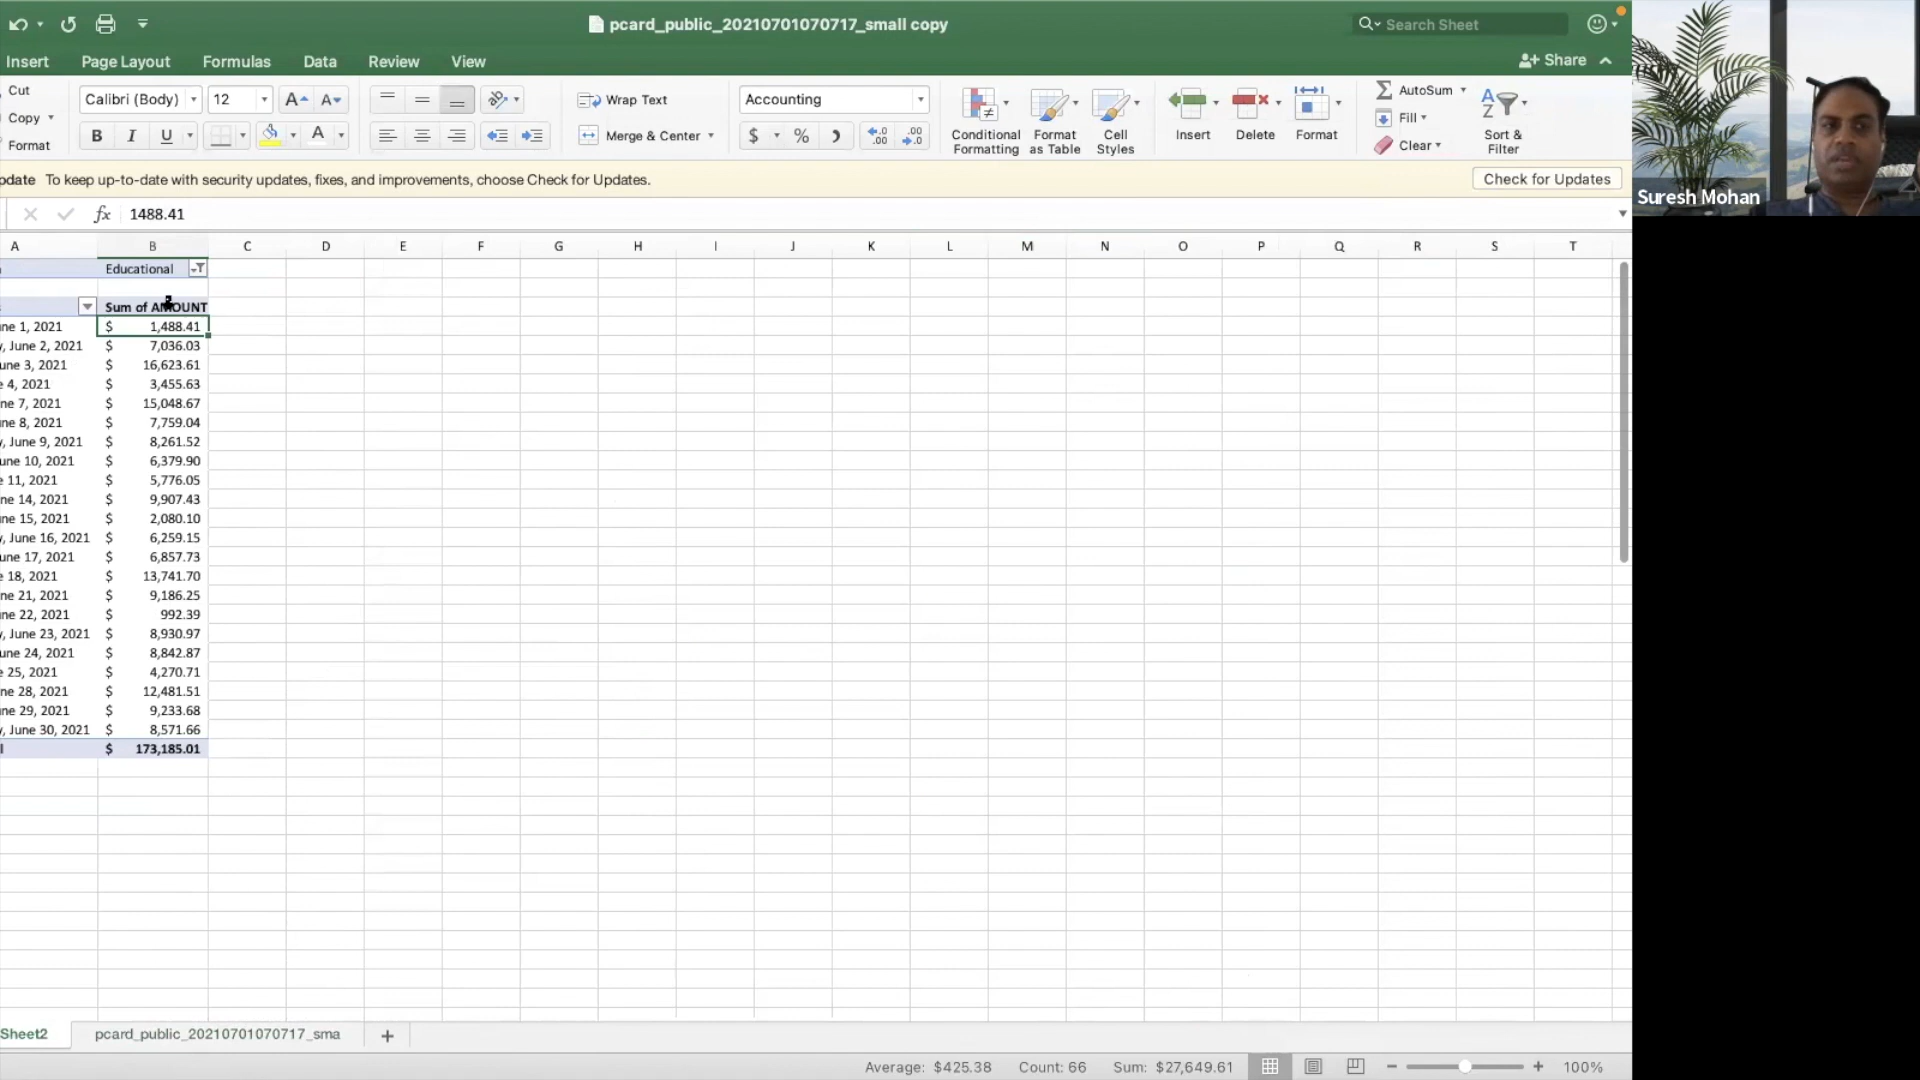 pcard_public_20210701070717_small copy
Search Sheet
Insert Page Layout Formulas Data Review View
Share
Cut
Copy
Format
Calibri (Body) 12
Wrap Text
Merge & Center
Accounting
Conditional Formatting
Format as Table
Cell Styles
Insert
Delete
Format
AutoSum
Fill
Clear
Sort & Filter
pdate To keep up-to-date with security updates, fixes, and improvements, choose Check for Updates.
Check for Updates
Suresh Mohan
fx 1488.41
A B C D E F G H I J K L M N O P Q R S T
Educational
Sum of AMOUNT
ne 1, 2021 $ 1,488.41
y, June 2, 2021 $ 7,036.03
une 3, 2021 $ 16,623.61
e 4, 2021 $ 3,455.63
ne 7, 2021 $ 15,048.67
une 8, 2021 $ 7,759.04
y, June 9, 2021 $ 8,261.52
une 10, 2021 $ 6,379.90
e 11, 2021 $ 5,776.05
ne 14, 2021 $ 9,907.43
une 15, 2021 $ 2,080.10
y, June 16, 2021 $ 6,259.15
une 17, 2021 $ 6,857.73
e 18, 2021 $ 13,741.70
ne 21, 2021 $ 9,186.25
une 22, 2021 $ 992.39
y, June 23, 2021 $ 8,930.97
une 24, 2021 $ 8,842.87
e 25, 2021 $ 4,270.71
ne 28, 2021 $ 12,481.51
une 29, 2021 $ 9,233.68
y, June 30, 2021 $ 8,571.66
l $ 173,185.01
Sheet2 pcard_public_20210701070717_sma +
Average: $425.38 Count: 66 Sum: $27,649.61 100%